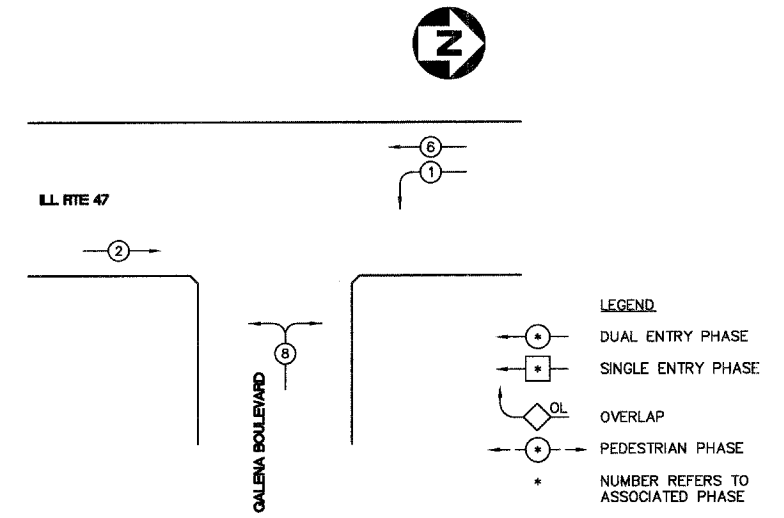 N
6
1
ILL RTE 47
2
8
GALENA BOULEVARD
LEGEND
* DUAL ENTRY PHASE
* SINGLE ENTRY PHASE
OL OVERLAP
* PEDESTRIAN PHASE
* NUMBER REFERS TO
ASSOCIATED PHASE